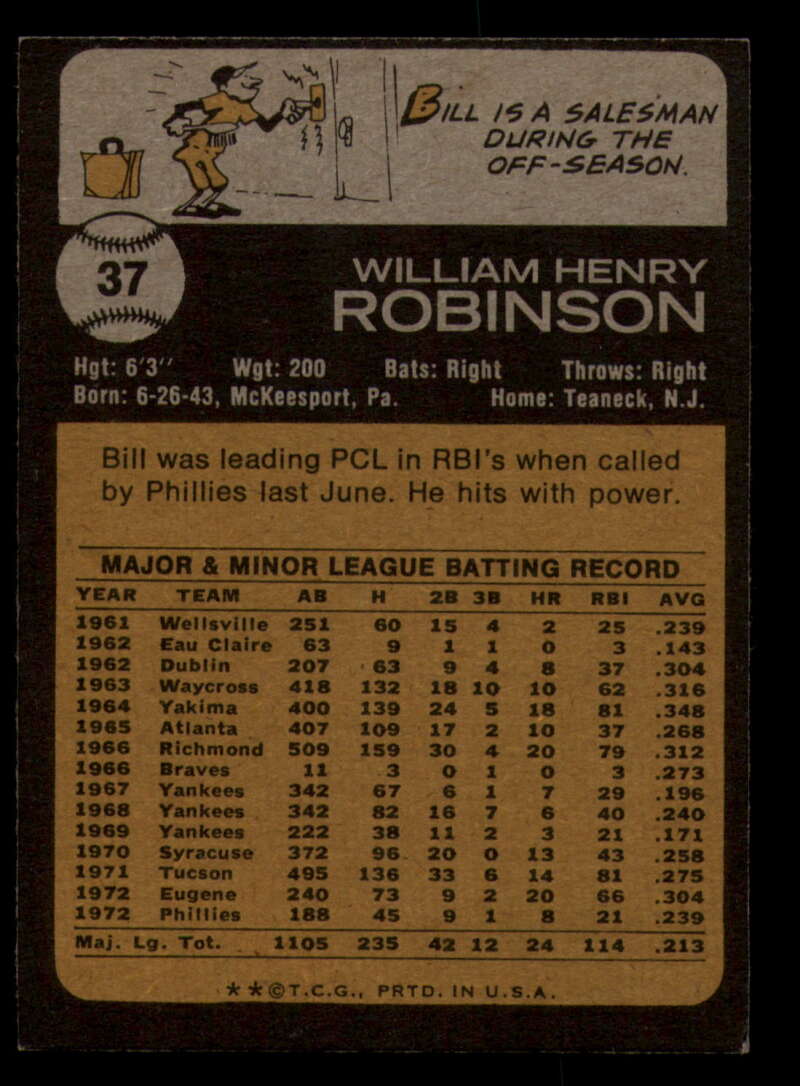 BILL IS A SALESMAN
DURING THE
OFF-SEASON.
37
WILLIAM HENRY
ROBINSON
Hgt: 6'3" Wgt: 200 Bats: Right Throws: Right
Born: 6-26-43, McKeesport, Pa. Home: Teaneck, N.J.
Bill was leading PCL in RBI's when called
by Phillies last June. He hits with power.
MAJOR & MINOR LEAGUE BATTING RECORD
YEAR TEAM AB H 2B 3B HR RBI AVG
1961 Wellsville 251 60 15 4 2 25 .239
1962 Eau Claire 63 9 1 1 0 3 .143
1962 Dublin 207 63 9 4 8 37 .304
1963 Waycross 418 132 18 10 10 62 .316
1964 Yakima 400 139 24 5 18 81 .348
1965 Atlanta 407 109 17 2 10 37 .268
1966 Richmond 509 159 30 4 20 79 .312
1966 Braves 11 3 0 1 0 3 .273
1967 Yankees 342 67 6 1 7 29 .196
1968 Yankees 342 82 16 7 6 40 .240
1969 Yankees 222 38 11 2 3 21 .171
1970 Syracuse 372 96 20 0 13 43 .258
1971 Tucson 495 136 33 6 14 81 .275
1972 Eugene 240 73 9 2 20 66 .304
1972 Phillies 188 45 9 1 8 21 .239
Maj. Lg. Tot. 1105 235 42 12 24 114 .213
**©T.C.G., PRTD. IN U.S.A.